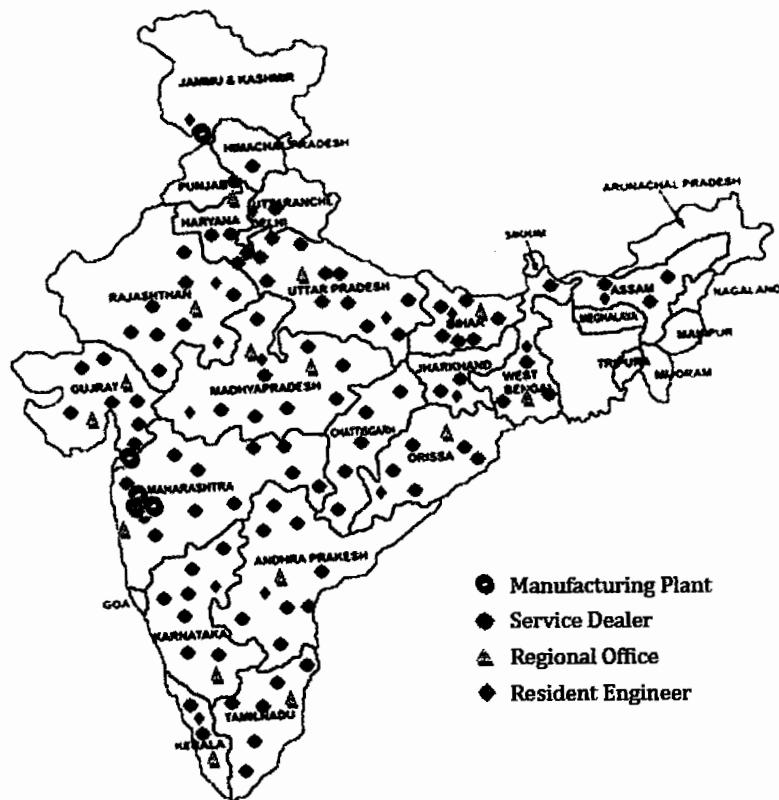 JAMMU & KASHMIR
HIMACHAL PRADESH
PUNJAB
UTTARANCHL
HARYANA
DELHI
ARUNACHAL PRADESH
SIKKIM
RAJASHTHAN
UTTAR PRADESH
ASSAM
NAGALAND
BIHAR
MEGHALAYA
MANIPUR
GUJRAT
MADHYAPRADESH
JHARKHAND
WEST
BENGAL
TRIPURA
MIJORAM
CHATTISGARH
ORISSA
MAHARASHTRA
ANDHRA PRAKESH
GOA
KARNATAKA
TAMILNADU
KERALA
Manufacturing Plant
Service Dealer
Regional Office
Resident Engineer